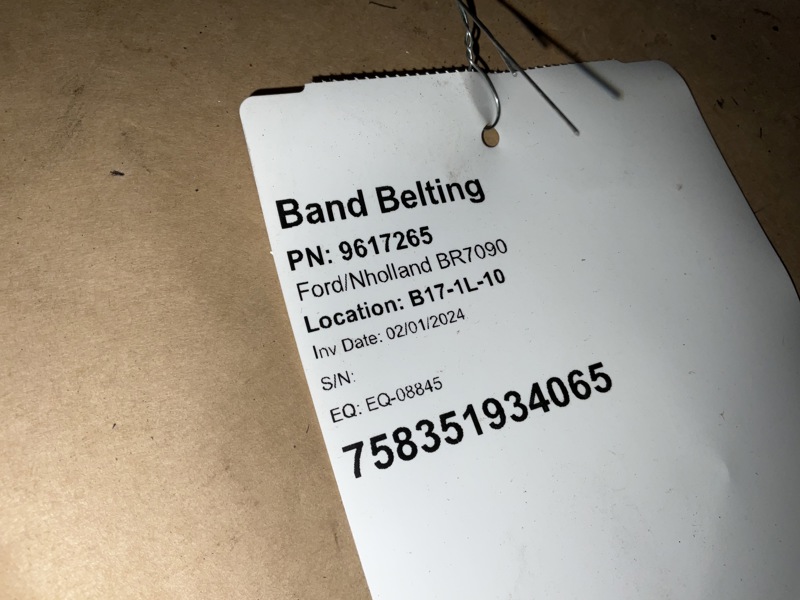 Band Belting
PN: 9617265
Ford/Nholland BR7090
Location: B17-1L-10
Inv Date: 02/01/2024
S/N:
EQ: EQ-08845
758351934065